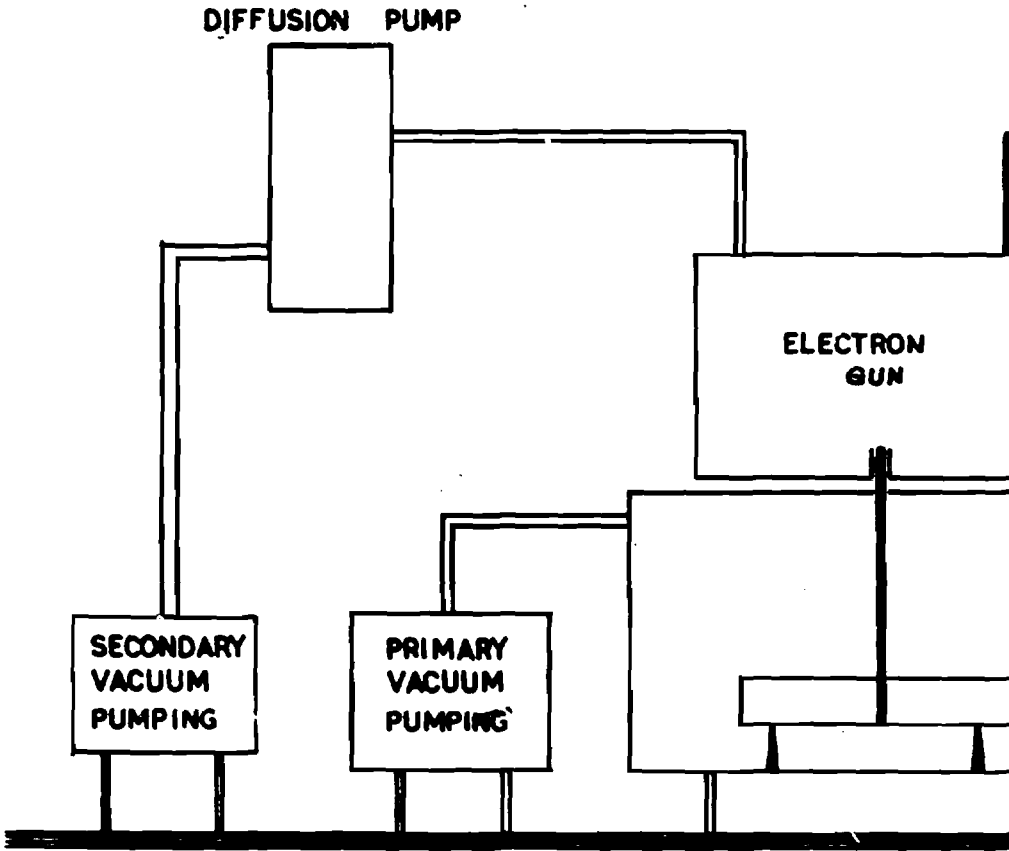 DIFFUSION PUMP
ELECTRON
GUN
SECONDARY
VACUUM
PUMPING
PRIMARY
VACUUM
PUMPING